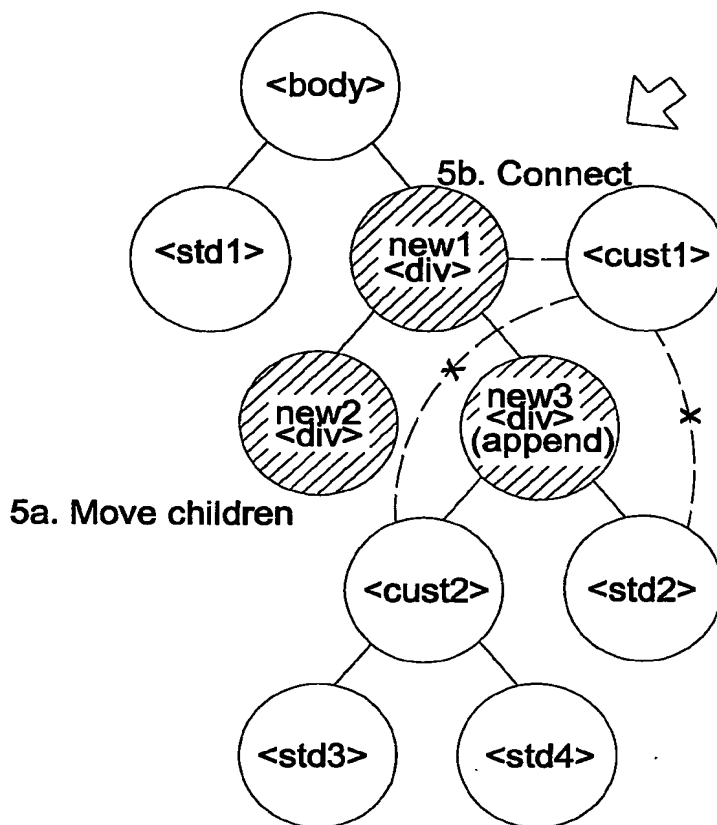 <body>
5b. Connect
<std1>
new1
<div>
<cust1>
new2
<div>
new3
<div>
(append)
5a. Move children
<cust2>
<std2>
<std3>
<std4>